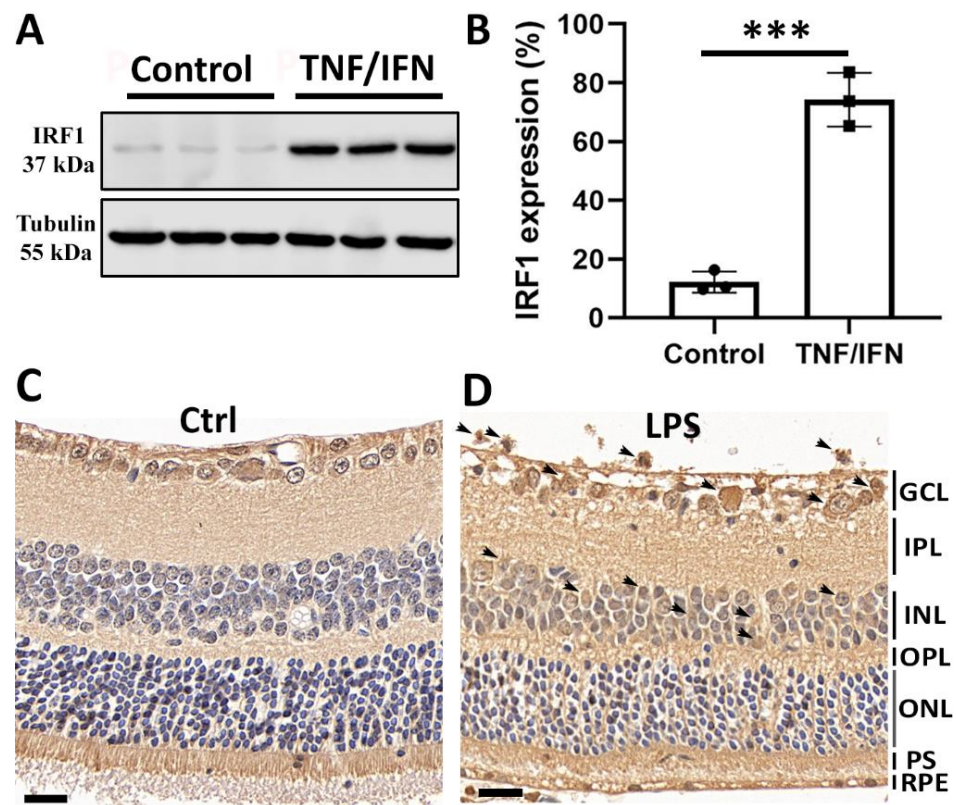 A
Control TNF/IFN
IRF1
37 kDa
Tubulin
55 kDa
B
***
IRF1 expression (%)
100
80
60
40
20
0
Control TNF/IFN
C
Ctrl
D
LPS
GCL
IPL
INL
OPL
ONL
PS
RPE